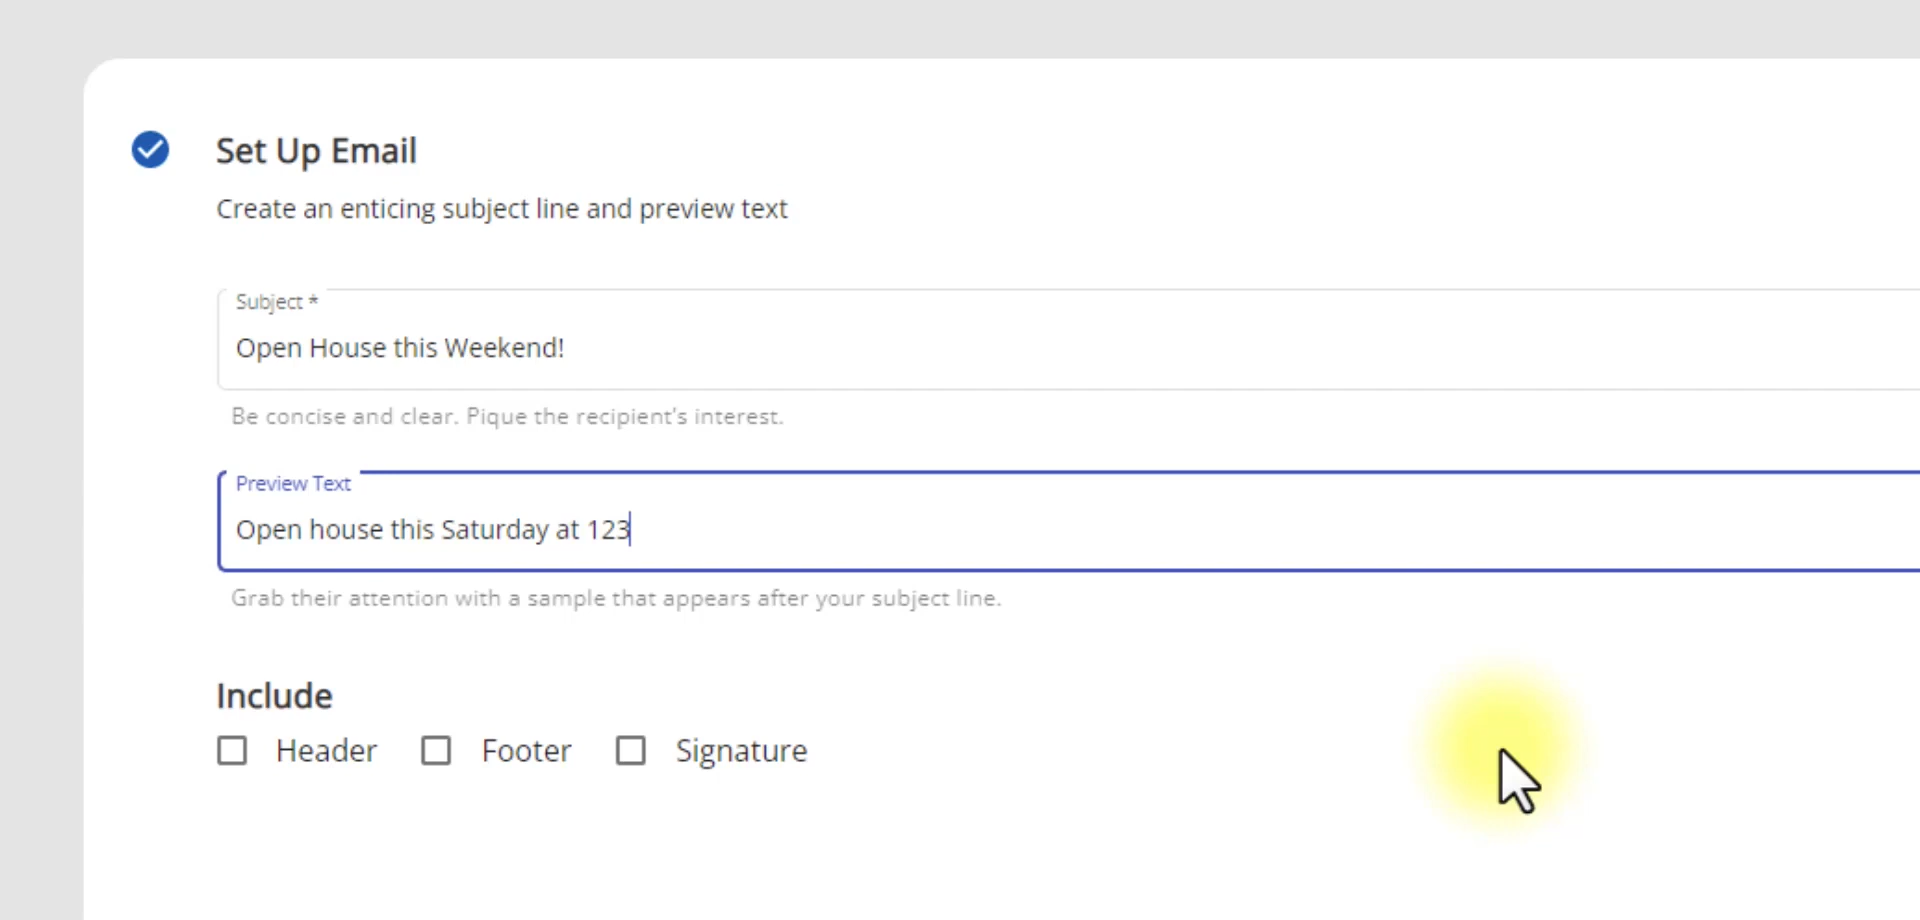 Set Up Email
Create an enticing subject line and preview text
Subject *
Open House this Weekend!
Be concise and clear. Pique the recipient's interest.
Preview Text
Open house this Saturday at 123
Grab their attention with a sample that appears after your subject line.
Include
Header Footer Signature